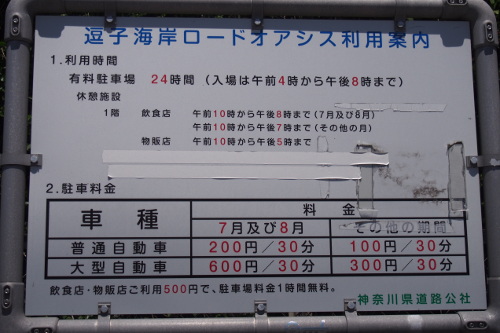 逗子海岸ロードオアシス利用案内
1.利用時間
有料駐車場 24時間(入場は午前4時から午後8時まで)
休憩施設
1階 飲食店 午前10時から午後8時まで(7月及び8月)
午前10時から午後7時まで(その他の月)
物販店 午前10時から午後5時まで
2.駐車料金
車種 料金
7月及び8月 その他の期間
普通自動車 200円/30分 100円/30分
大型自動車 600円/30分 300円/30分
飲食店・物販店ご利用500円で、駐車場料金1時間無料。
神奈川県道路公社